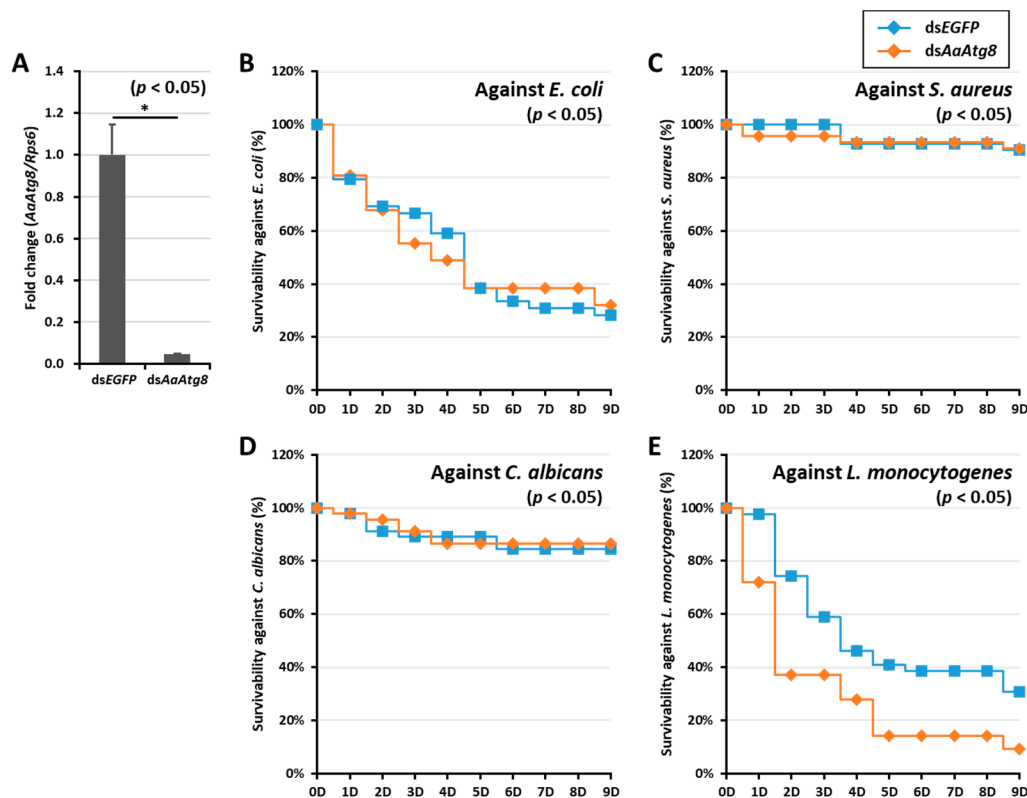 dsEGFP
dsAaAtg8
A
(p < 0.05)
*
Fold change (AaAtg8/Rps6)
1.4
1.2
1.0
0.8
0.6
0.4
0.2
0.0
dsEGFP dsAaAtg8
B
Against E. coli
(p < 0.05)
Survivability against E. coli (%)
120%
100%
80%
60%
40%
20%
0%
0D 1D 2D 3D 4D 5D 6D 7D 8D 9D
C
Against S. aureus
(p < 0.05)
Survivability against S. aureus (%)
120%
100%
80%
60%
40%
20%
0%
0D 1D 2D 3D 4D 5D 6D 7D 8D 9D
D
Against C. albicans
(p < 0.05)
Survivability against C. albicans (%)
120%
100%
80%
60%
40%
20%
0%
0D 1D 2D 3D 4D 5D 6D 7D 8D 9D
E
Against L. monocytogenes
(p < 0.05)
Survivability against L. monocytogenes (%)
120%
100%
80%
60%
40%
20%
0%
0D 1D 2D 3D 4D 5D 6D 7D 8D 9D